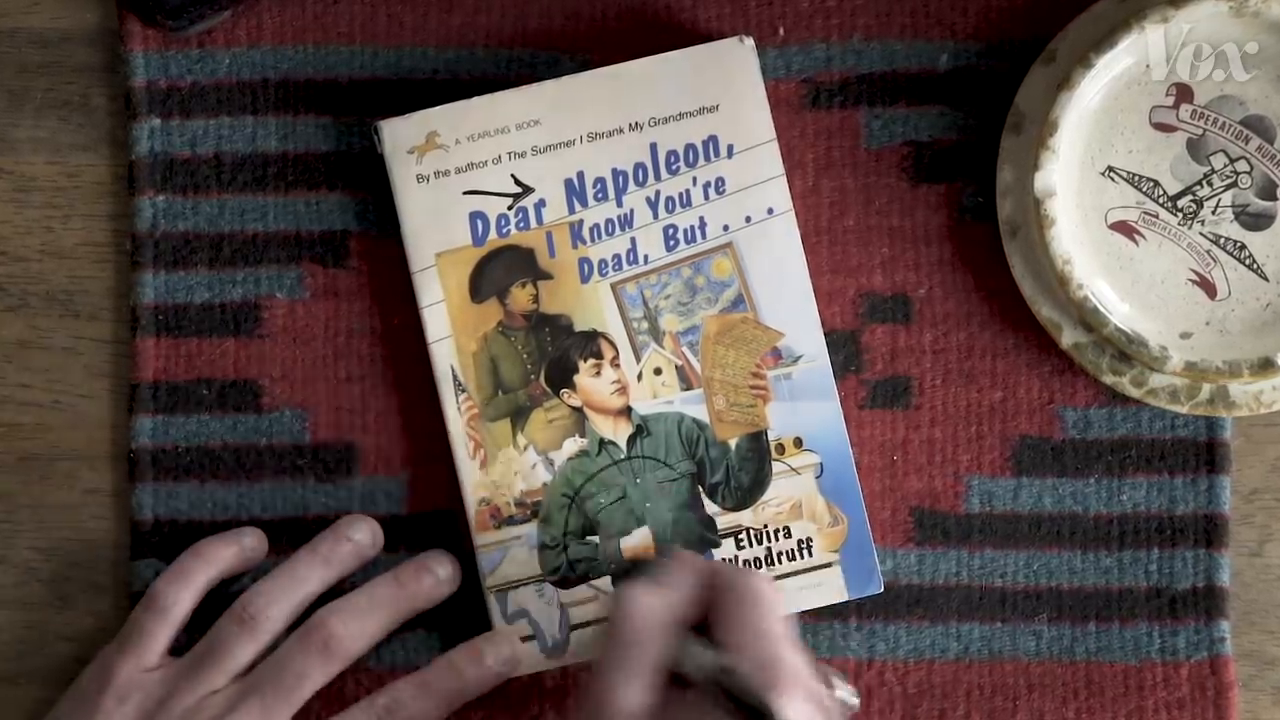 Vox
A YEARLING BOOK
By the author of The Summer I Shrank My Grandmother
Dear Napoleon,
I Know You're
Dead, But . . .
Elvira
Woodruff
OPERATION
NORTHEAST BORDER